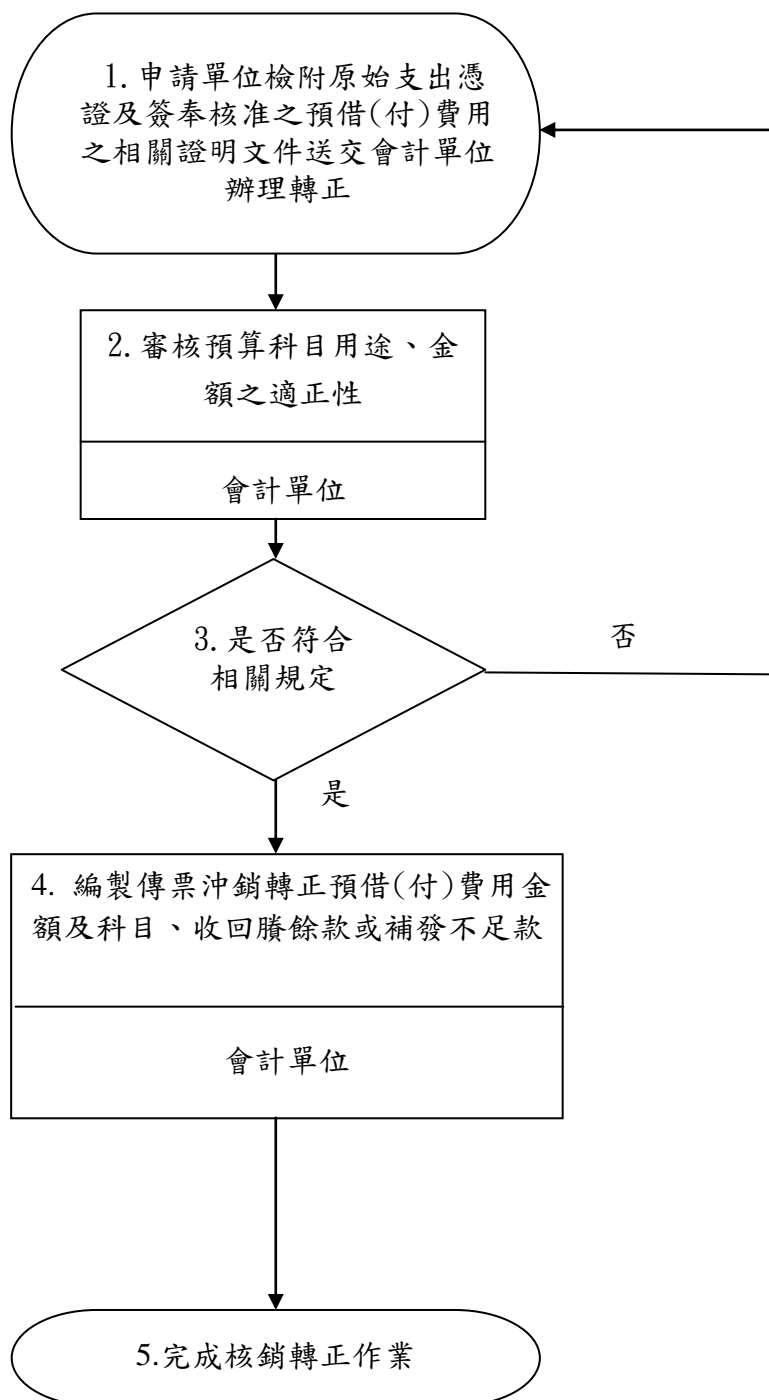 1.申請單位檢附原始支出憑
證及簽奉核准之預借(付)費用
之相關證明文件送交會計單位
辦理轉正
2.審核預算科目用途、金
額之適正性
會計單位
3.是否符合
相關規定
否
是
4. 編製傳票沖銷轉正預借(付)費用金
額及科目、收回賸餘款或補發不足款
會計單位
5.完成核銷轉正作業